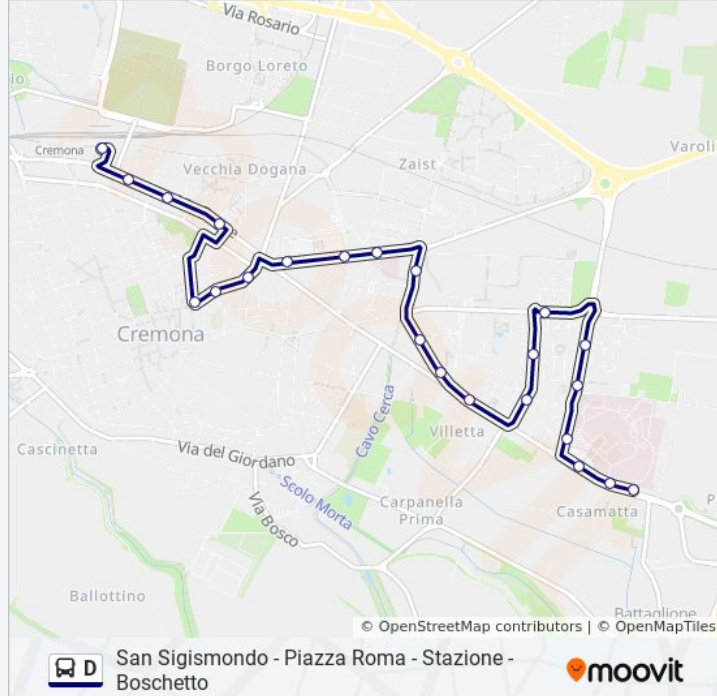 Via Rosario
Borgo Loreto
io
Cremona
Varoli
Vecchia Dogana
Zaist
Cremona
Cavo Cerca
Villetta
Cascinetta
Via del Giordano
Scolo Morta
Carpanella
Prima
Casamatta
P
Via Bosco
Ballottino
Battaglione
© OpenStreetMap contributors | © OpenMapTiles
D
San Sigismondo - Piazza Roma - Stazione -
Boschetto
moovit